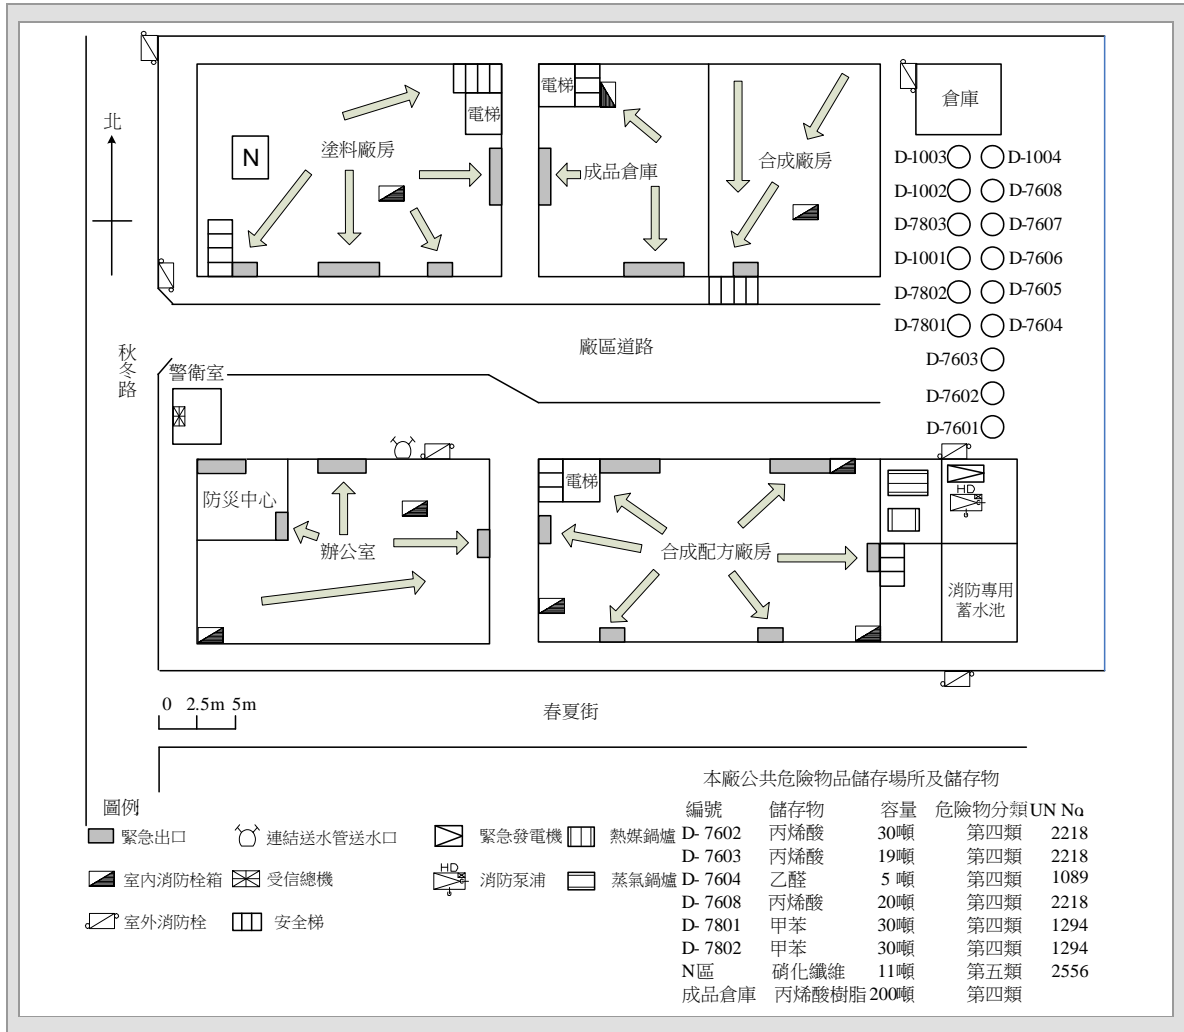 北
電梯
電梯
倉庫
塗料廠房
N
成品倉庫
合成廠房
D-1003
D-1004
D-1002
D-7608
D-7803
D-7607
D-1001
D-7606
D-7802
D-7605
D-7801
D-7604
廠區道路
D-7603
秋冬路
警衛室
D-7602
D-7601
防災中心
電梯
HD
辦公室
合成配方廠房
消防專用
蓄水池
0 2.5m 5m
春夏街
本廠公共危險物品儲存場所及儲存物
編號 儲存物 容量 危險物分類 UN No.
D- 7602 丙烯酸 30噸 第四類 2218
D- 7603 丙烯酸 19噸 第四類 2218
D- 7604 乙醛 5 噸 第四類 1089
D- 7608 丙烯酸 20噸 第四類 2218
D- 7801 甲苯 30噸 第四類 1294
D- 7802 甲苯 30噸 第四類 1294
N區 硝化纖維 11噸 第五類 2556
成品倉庫 丙烯酸樹脂 200噸 第四類
圖例
緊急出口
連結送水管送水口
緊急發電機
熱媒鍋爐
室內消防栓箱
受信總機
HD
消防泵浦
蒸氣鍋爐
室外消防栓
安全梯